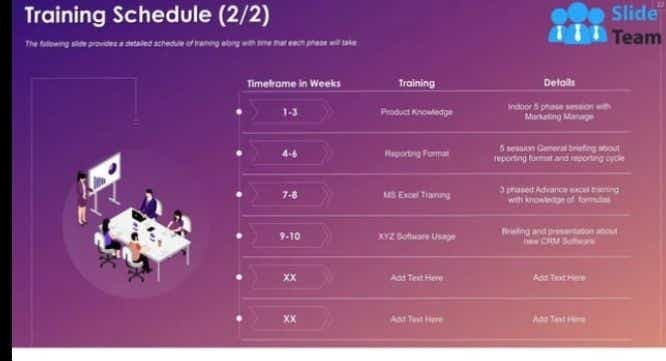 Training Schedule (2/2)
Slide
Team
The following slide provides a detailed schedule of training along with time that each phase will take
Timeframe in Weeks
Training
Details
1-3
Product Knowledge
Indoor 5 phase session with
Marketing Manage
4-6
Reporting Format
5 session General briefing about
reporting format and reporting cycle
7-8
MS Excel Training
3 phased Advance excel training
with knowledge of formulas
9-10
XYZ Software Usage
Briefing and presentation about
new CRM Software
XX
Add Text Here
Add Text Here
XX
Add Text Here
Add Text Here